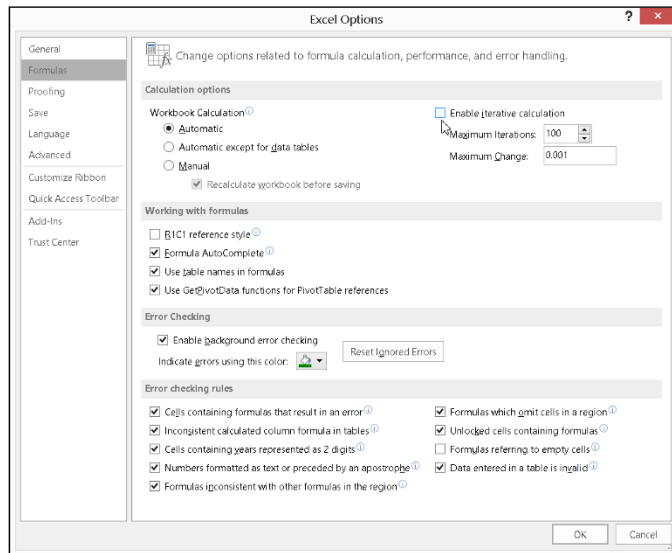 Excel Options
?
General
Formulas
Proofing
Save
Language
Advanced
Customize Ribbon
Quick Access Toolbar
Add-Ins
Trust Center
Change options related to formula calculation, performance, and error handling.
Calculation options
Workbook Calculation
Automatic
Automatic except for data tables
Manual
Recalculate workbook before saving
Enable iterative calculation
Maximum Iterations: 100
Maximum Change: 0.001
Working with formulas
R1C1 reference style
Formula AutoComplete
Use table names in formulas
Use GetPivotData functions for PivotTable references
Error Checking
Enable background error checking
Indicate errors using this color:
Reset Ignored Errors
Error checking rules
Cells containing formulas that result in an error
Inconsistent calculated column formula in tables
Cells containing years represented as 2 digits
Numbers formatted as text or preceded by an apostrophe
Formulas inconsistent with other formulas in the region
Formulas which omit cells in a region
Unlocked cells containing formulas
Formulas referring to empty cells
Data entered in a table is invalid
OK
Cancel